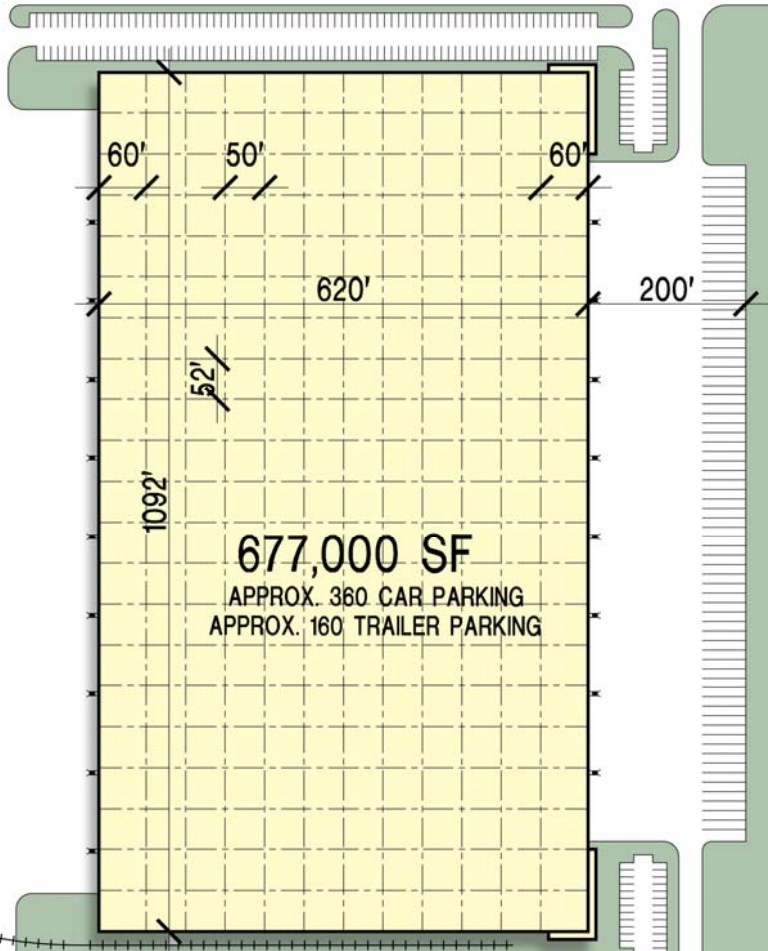 60' 50' 60'
620' 200'
52'
1092'
677,000 SF
APPROX. 360 CAR PARKING
APPROX. 160 TRAILER PARKING